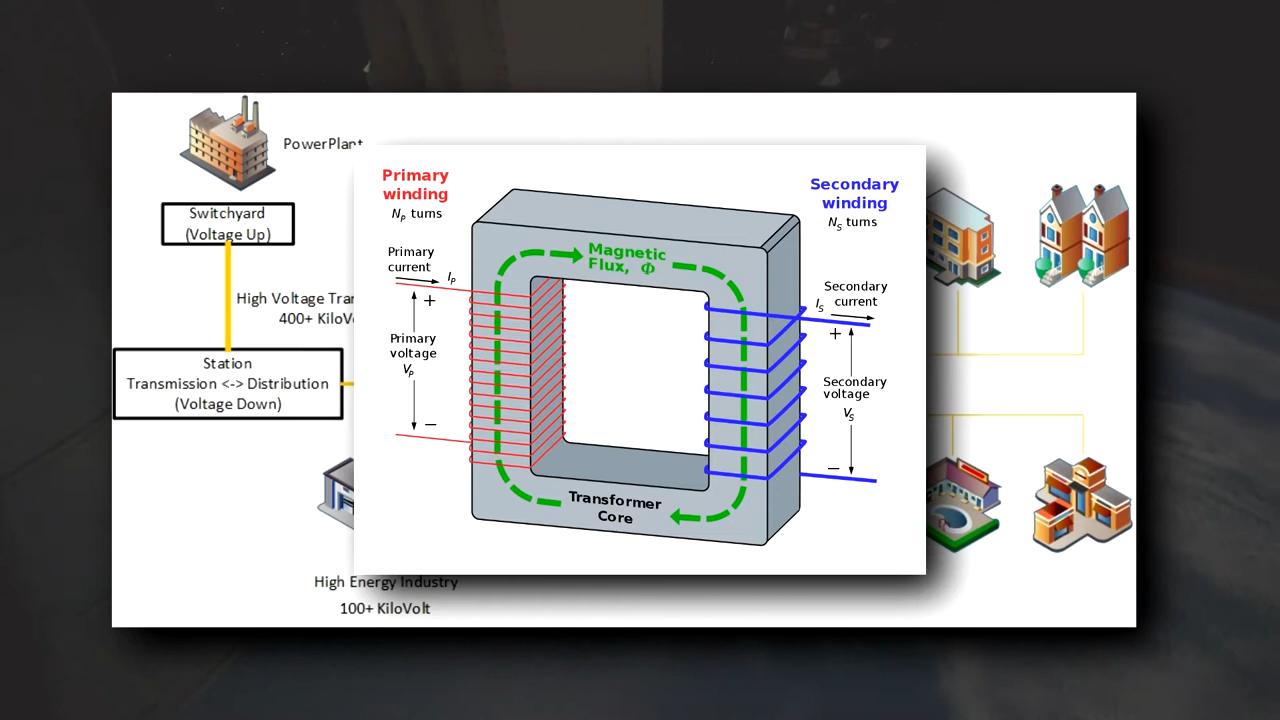 PowerPlant
Switchyard
(Voltage Up)
High Voltage
400+
Station
Transmission <-> Distribution
(Voltage Down)
High Energy Industry
100+ KiloVolt
Primary
winding
NP turns
Primary
current
IP
+
Primary
voltage
VP
−
Magnetic
Flux, Φ
Transformer
Core
Secondary
winding
NS turns
Secondary
current
IS
+
Secondary
voltage
VS
−